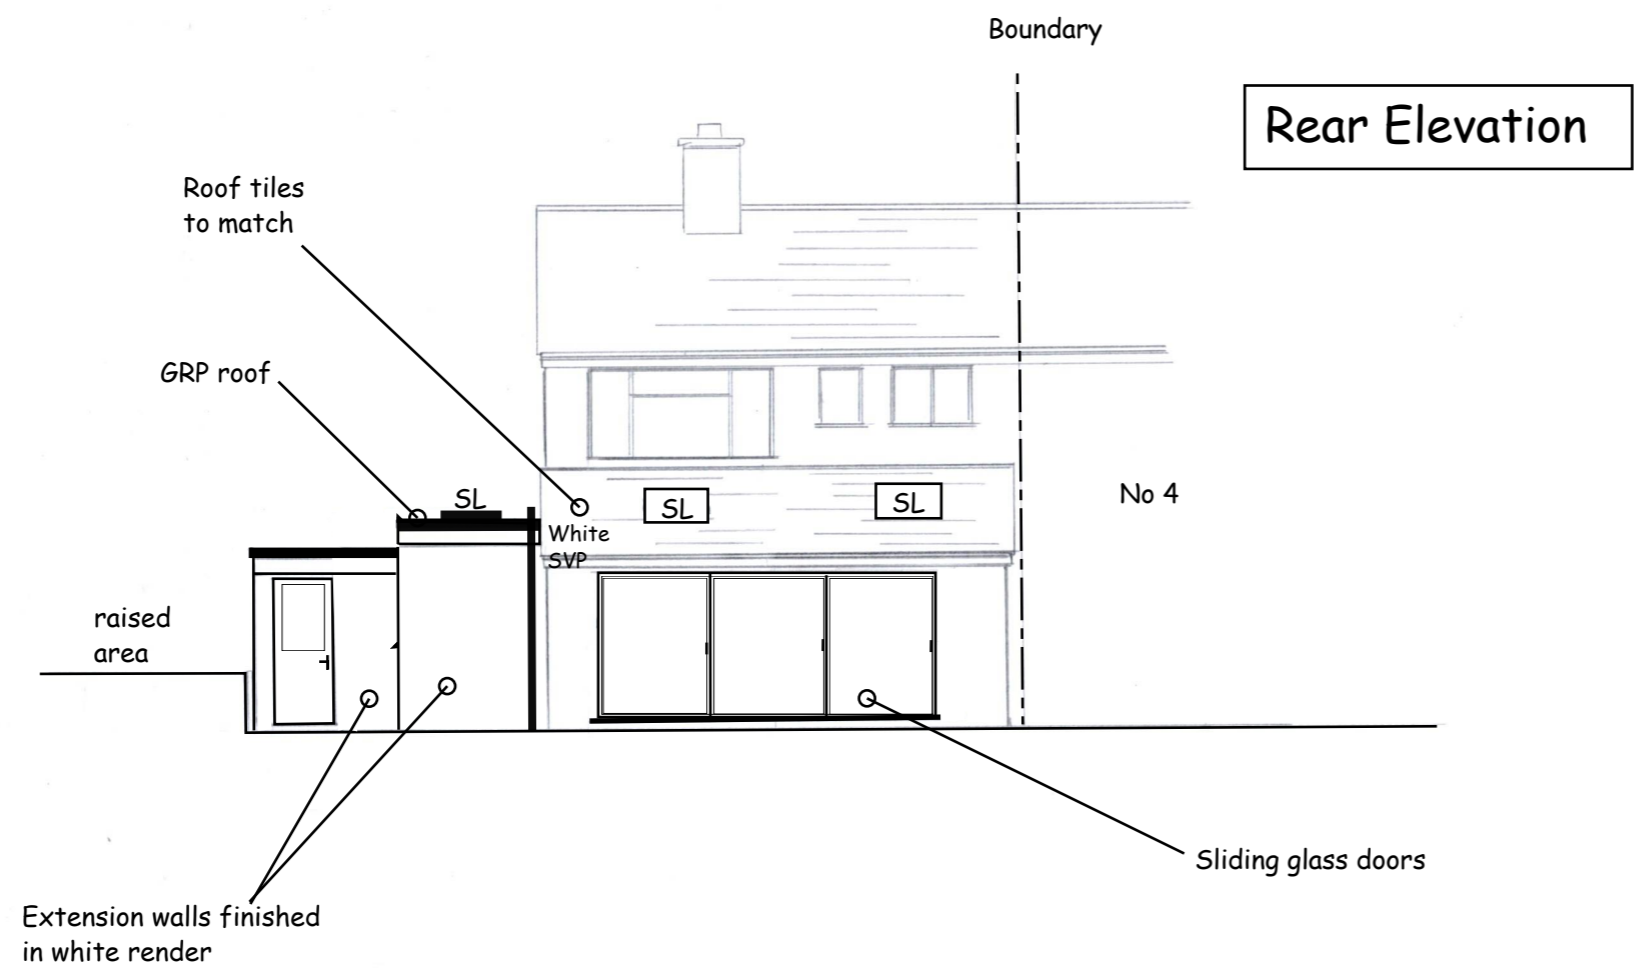 Boundary
Rear Elevation
Roof tiles
to match
GRP roof
SL
SL
SL
No 4
White
SVP
raised
area
Sliding glass doors
Extension walls finished
in white render